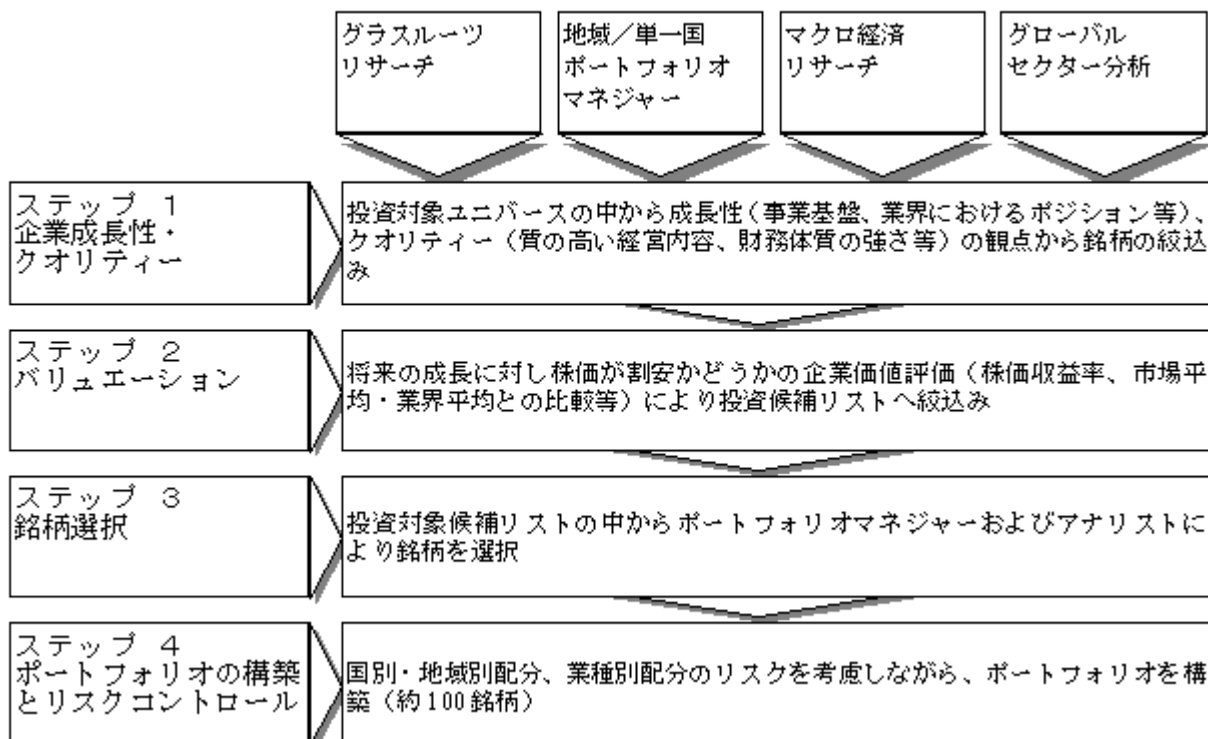 グラスルーツ
リサーチ
地域／単一国
ポートフォリオ
マネジャー
マクロ経済
リサーチ
グローバル
セクター分析
ステップ １
企業成長性・
クオリティー
投資対象ユニバースの中から成長性（事業基盤、業界におけるポジション等）、
クオリティー（質の高い経営内容、財務体質の強さ等）の観点から銘柄の絞込
み
ステップ ２
バリュエーション
将来の成長に対し株価が割安かどうかの企業価値評価（株価収益率、市場平
均・業界平均との比較等）により投資候補リストへ絞込み
ステップ ３
銘柄選択
投資対象候補リストの中からポートフォリオマネジャーおよびアナリストに
より銘柄を選択
ステップ ４
ポートフォリオの構築
とリスクコントロール
国別・地域別配分、業種別配分のリスクを考慮しながら、ポートフォリオを構
築（約100銘柄）